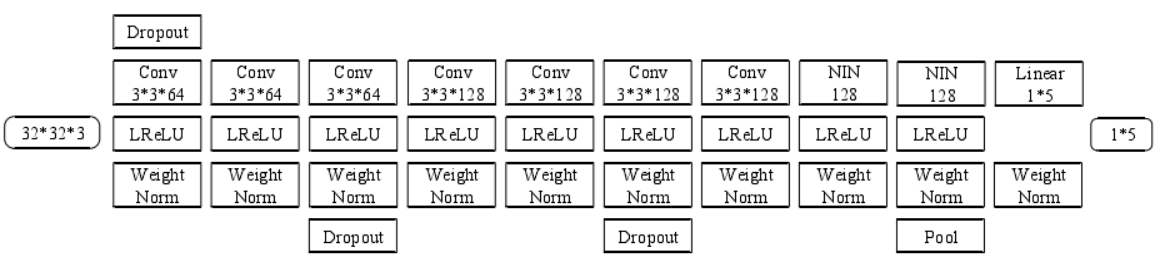 Dropout
Conv Conv Conv Conv Conv Conv Conv NIN NIN Linear
3*3*64 3*3*64 3*3*64 3*3*128 3*3*128 3*3*128 3*3*128 128 128 1*5
32*32*3 LReLU LReLU LReLU LReLU LReLU LReLU LReLU LReLU LReLU 1*5
Weight Weight Weight Weight Weight Weight Weight Weight Weight Weight
Norm Norm Norm Norm Norm Norm Norm Norm Norm Norm
Dropout Dropout Pool